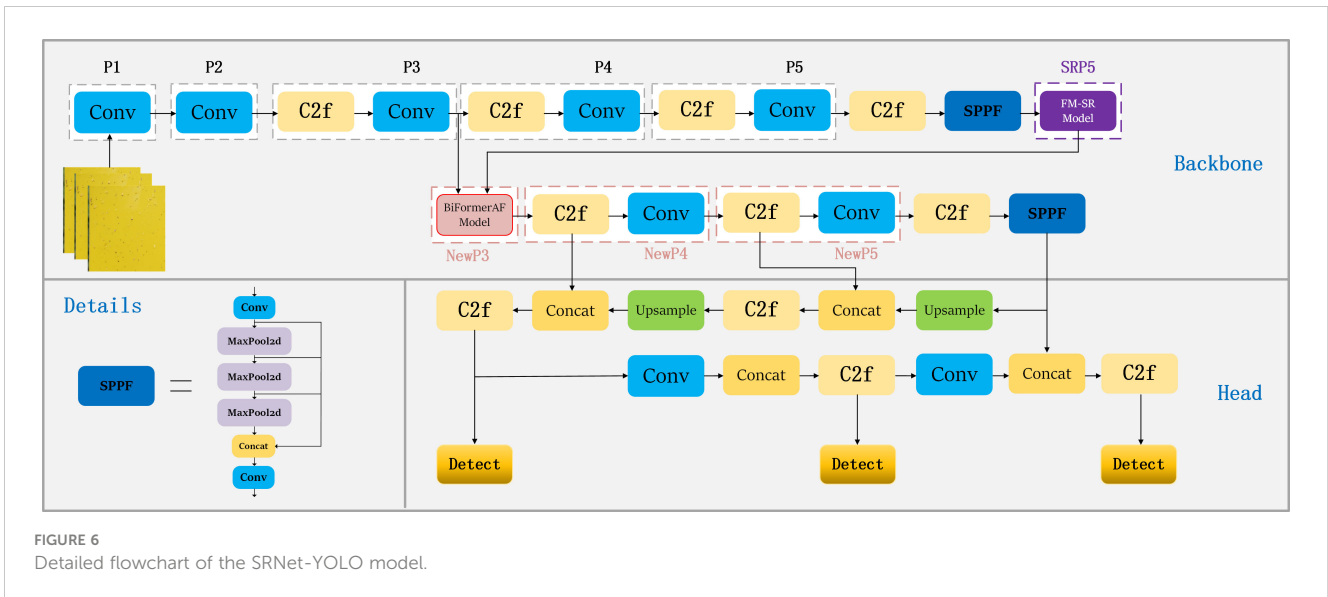 P1 P2 P3 P4 P5 SRP5
Conv Conv C2f Conv C2f Conv C2f Conv C2f SPPF FM-SR
Model
Backbone
BiFormerAF
Model C2f Conv C2f Conv C2f SPPF
NewP3 NewP4 NewP5
Details
Conv
MaxPool2d
MaxPool2d
SPPF
MaxPool2d
Concat
Conv
C2f Concat Upsample C2f Concat Upsample
Conv Concat C2f Conv Concat C2f
Head
Detect Detect Detect
FIGURE 6
Detailed flowchart of the SRNet-YOLO model.